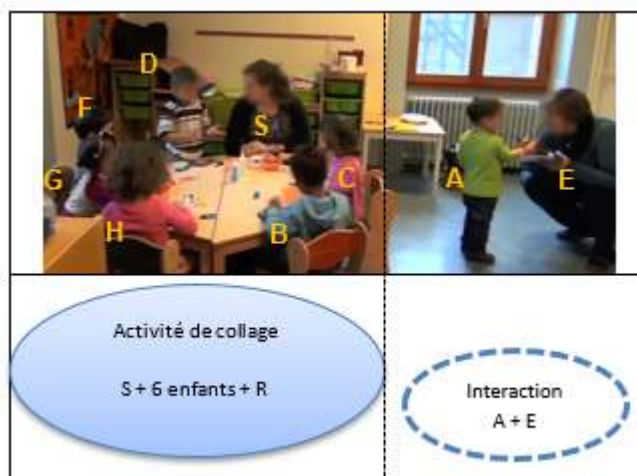 D
F
S
G
C
H
B
A
E
Activité de collage
S + 6 enfants + R
Interaction
A + E